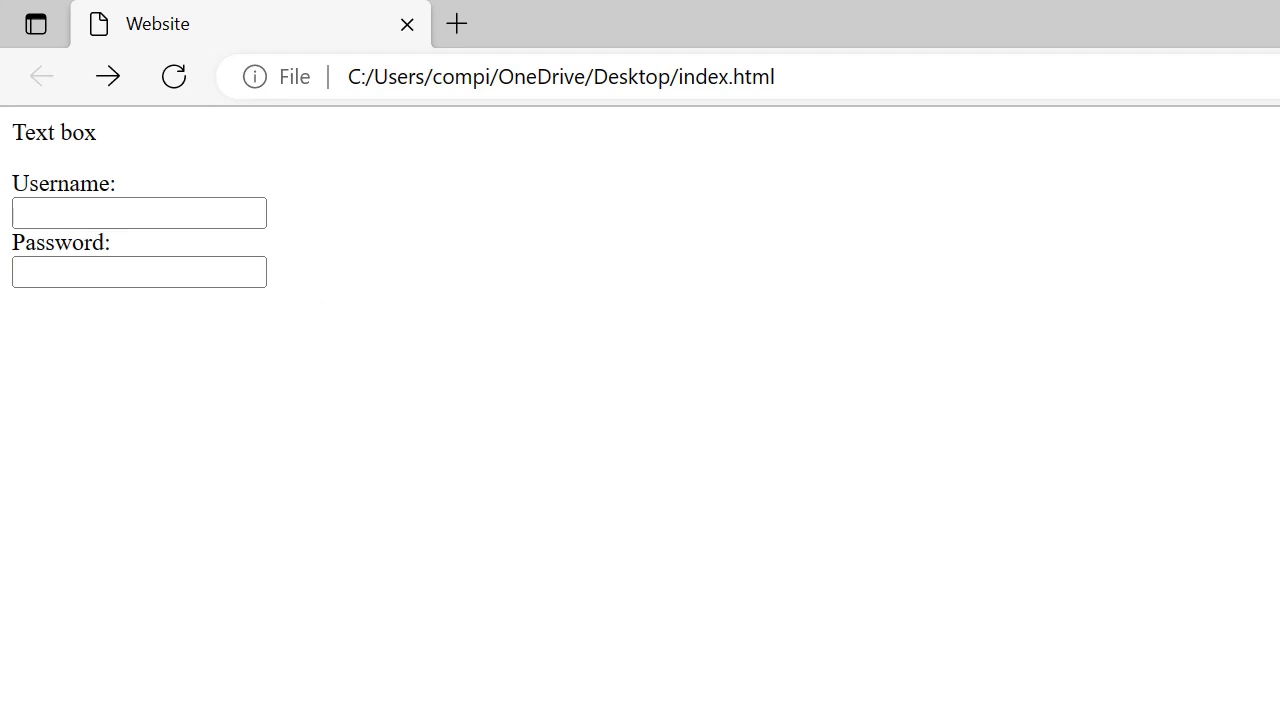 Website
File | C:/Users/compi/OneDrive/Desktop/index.html
Text box
Username:
Password: